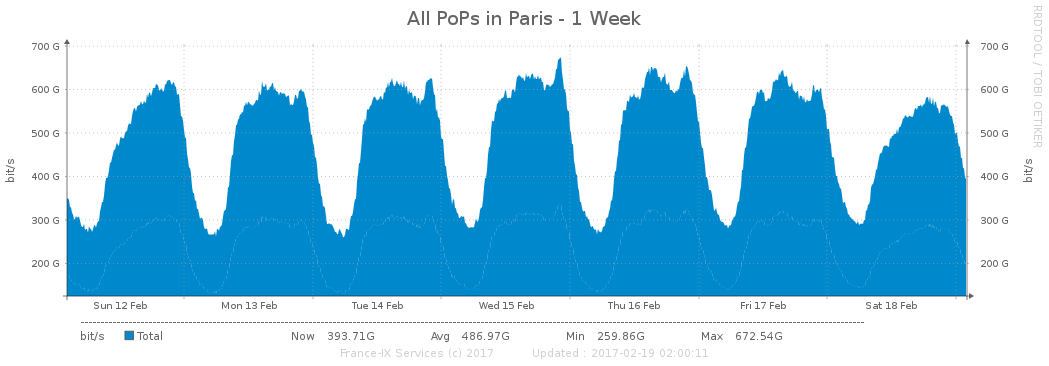 All PoPs in Paris - 1 Week
RRDTOOL / TOBI OETIKER
bit/s
700 G
600 G
500 G
400 G
300 G
200 G
700 G
600 G
500 G
400 G
300 G
200 G
bit/s
Sun 12 Feb Mon 13 Feb Tue 14 Feb Wed 15 Feb Thu 16 Feb Fri 17 Feb Sat 18 Feb
bit/s Total Now 393.71G Avg 486.97G Min 259.86G Max 672.54G
France-IX Services (c) 2017 Updated : 2017-02-19 02:00:11